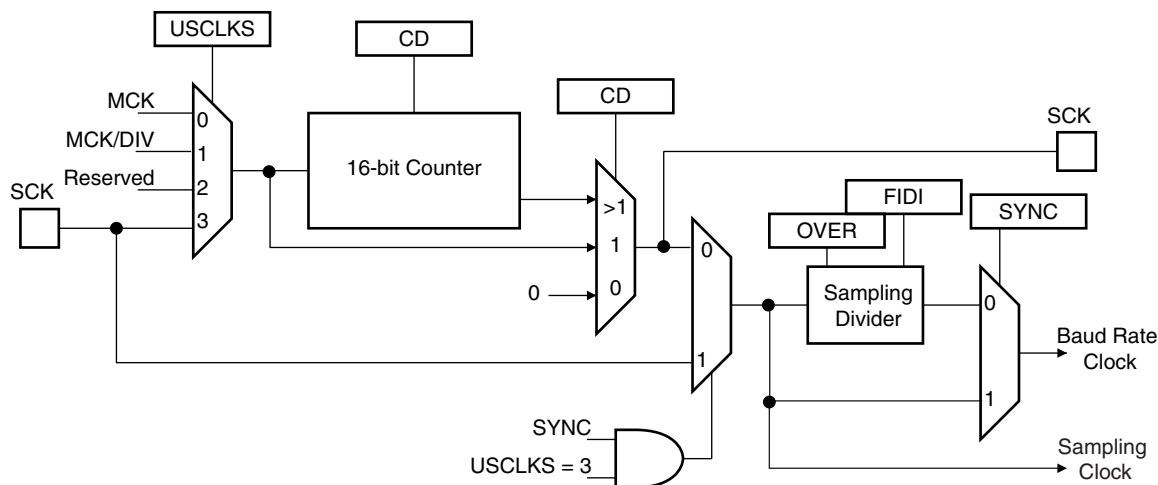 USCLKS
CD
CD
MCK
0
MCK/DIV
1
Reserved
2
SCK
3
16-bit Counter
>1
1
0
0
SCK
FIDI
OVER
SYNC
0
1
Sampling
Divider
0
1
Baud Rate
Clock
SYNC
USCLKS = 3
Sampling
Clock